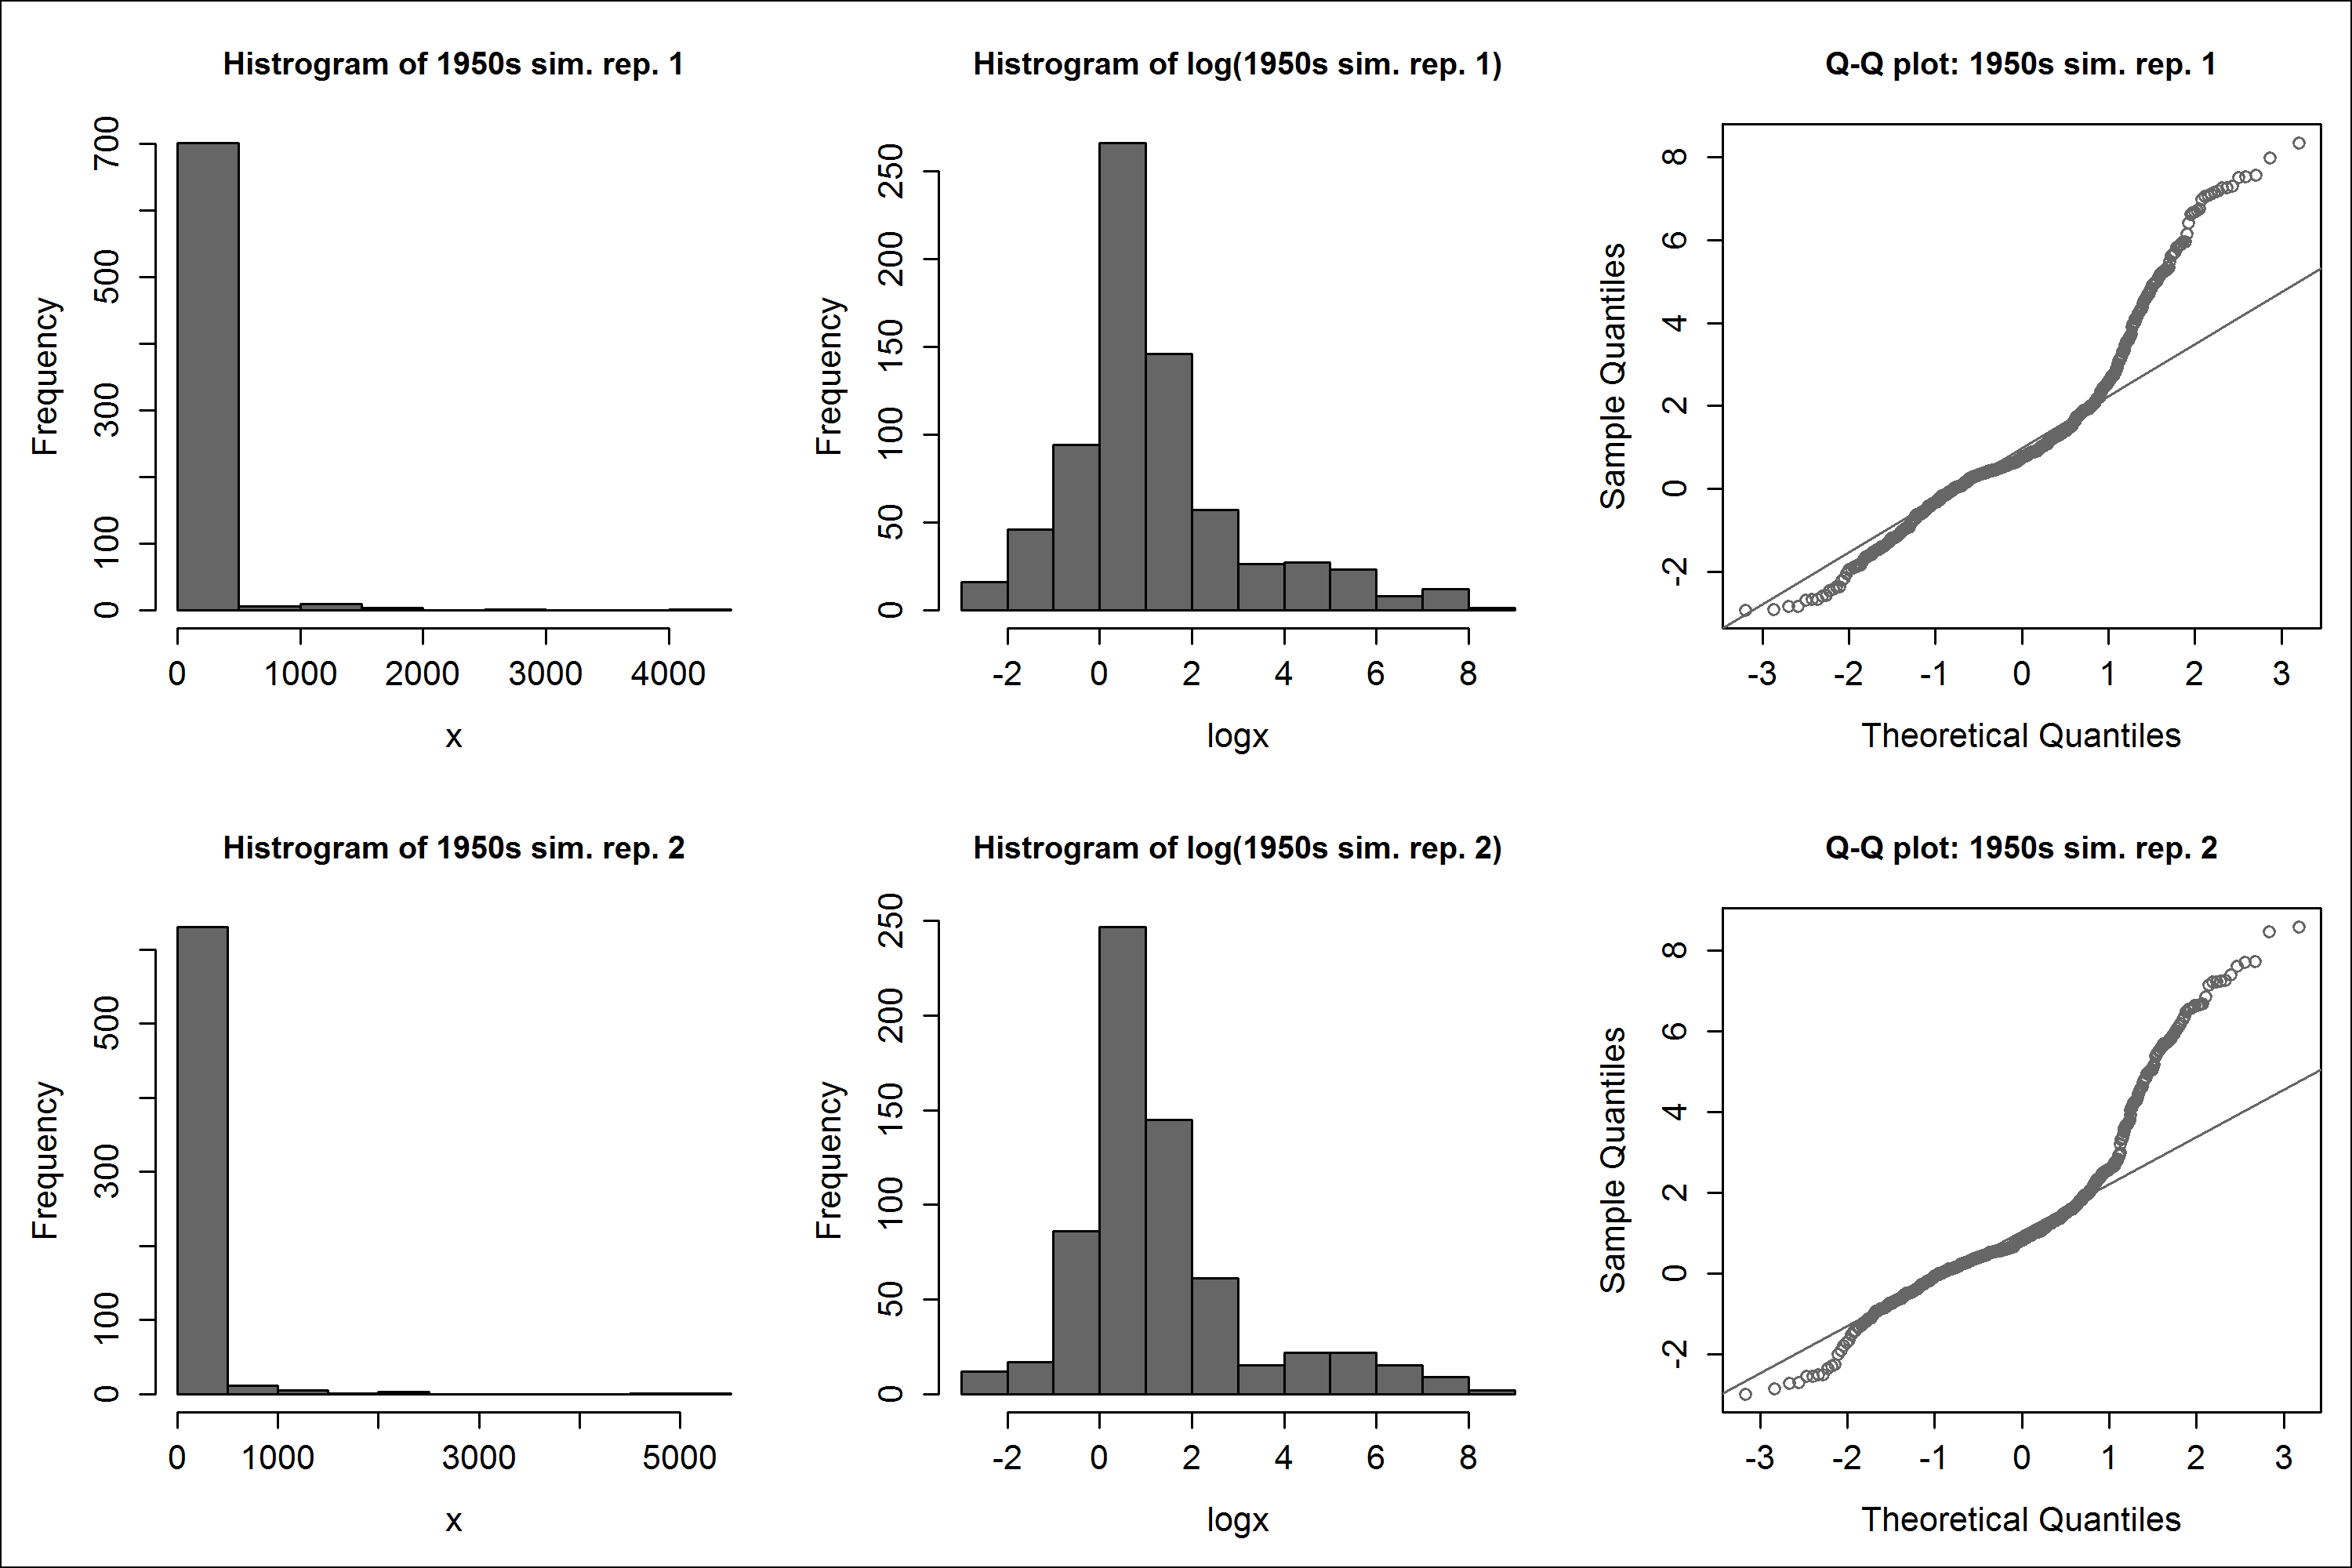 Histrogram of 1950s sim. rep. 1
Frequency
0 100 300 500 700
0 1000 2000 3000 4000
x
Histrogram of log(1950s sim. rep. 1)
Frequency
0 50 100 150 200 250
-2 0 2 4 6 8
logx
Q-Q plot: 1950s sim. rep. 1
Sample Quantiles
-2 0 2 4 6 8
-3 -2 -1 0 1 2 3
Theoretical Quantiles
Histrogram of 1950s sim. rep. 2
Frequency
0 100 300 500
0 1000 3000 5000
x
Histrogram of log(1950s sim. rep. 2)
Frequency
0 50 100 150 200 250
-2 0 2 4 6 8
logx
Q-Q plot: 1950s sim. rep. 2
Sample Quantiles
-2 0 2 4 6 8
-3 -2 -1 0 1 2 3
Theoretical Quantiles